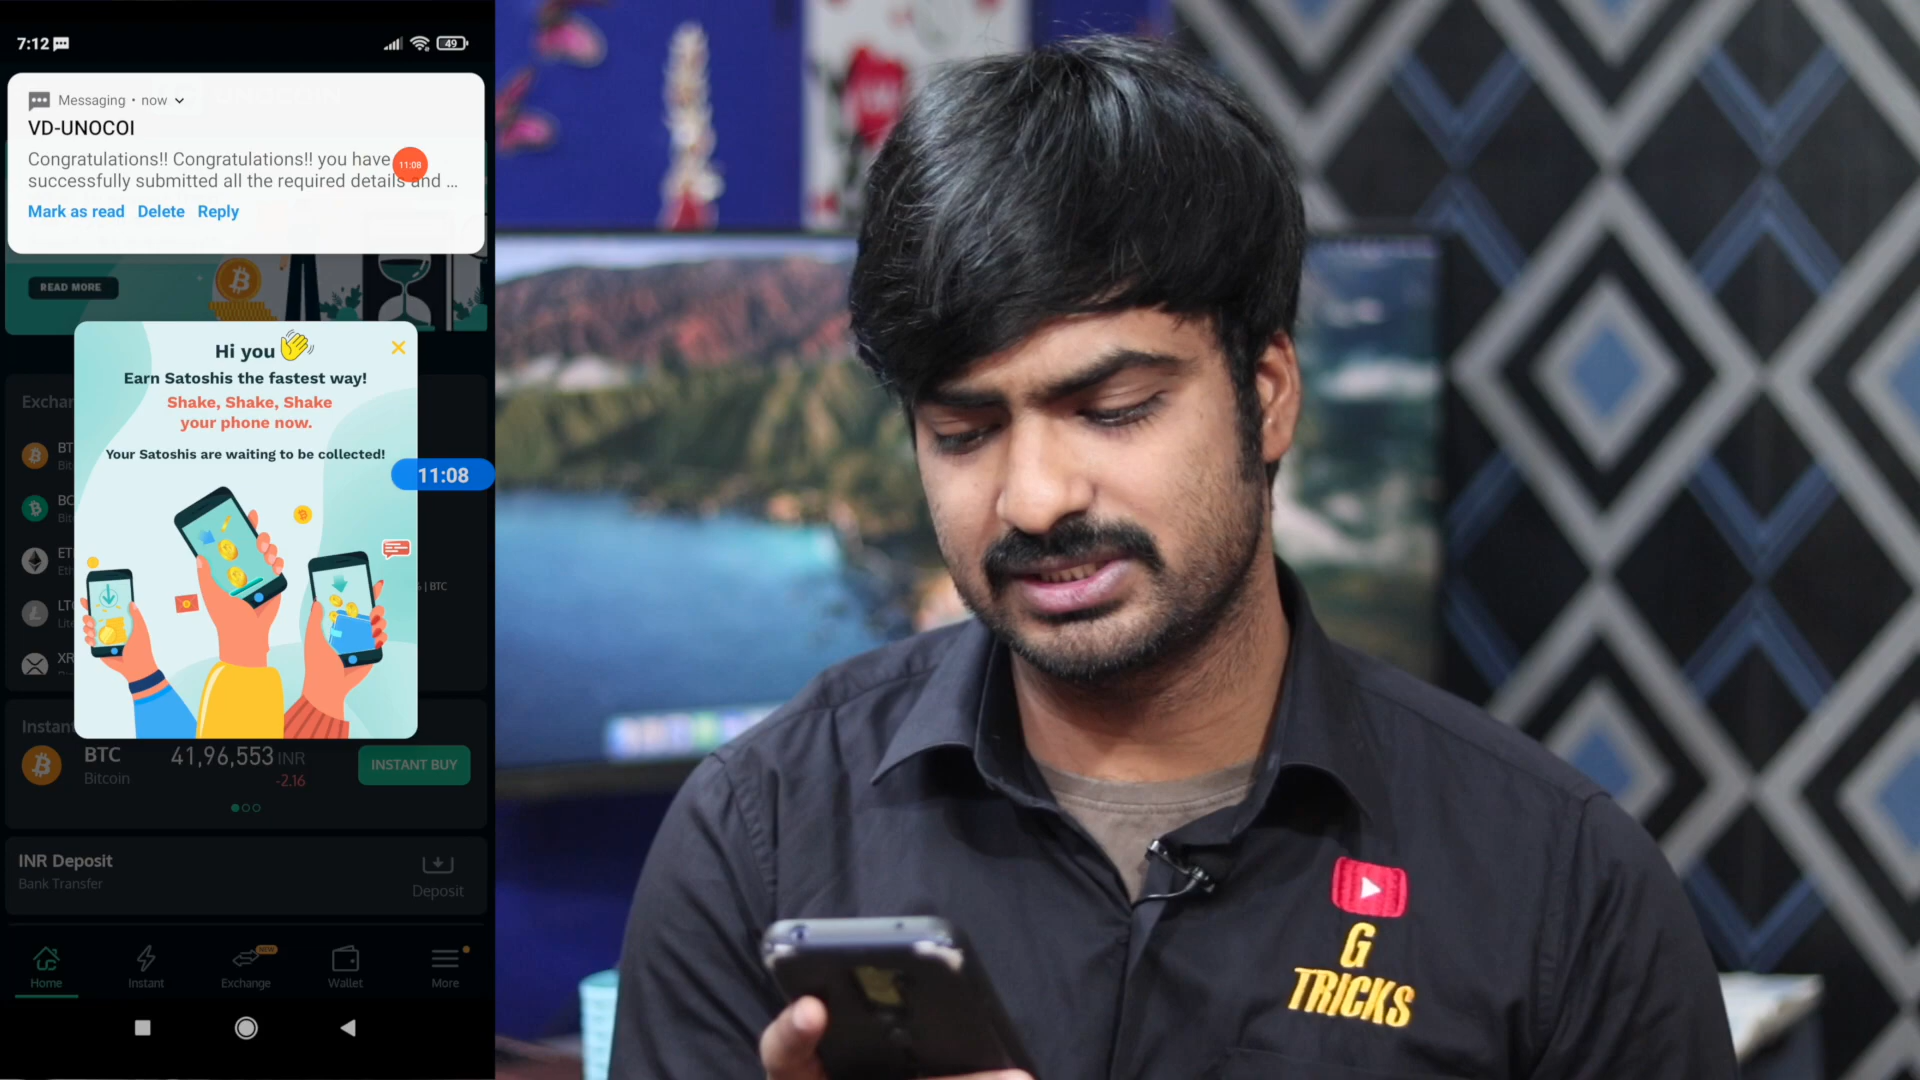 7:12
49
Messaging • now
VD-UNOCOI
Congratulations!! Congratulations!! you have
successfully submitted all the required details and ...
11:08
Mark as read Delete Reply
READ MORE
Hi you
Earn Satoshis the fastest way!
Shake, Shake, Shake
your phone now.
Your Satoshis are waiting to be collected!
11:08
| BTC
BTC
Bitcoin
41,96,553 INR
-2.16
INSTANT BUY
INR Deposit
Bank Transfer
Deposit
Home
Instant
NEW
Exchange
Wallet
More
G
TRICKS